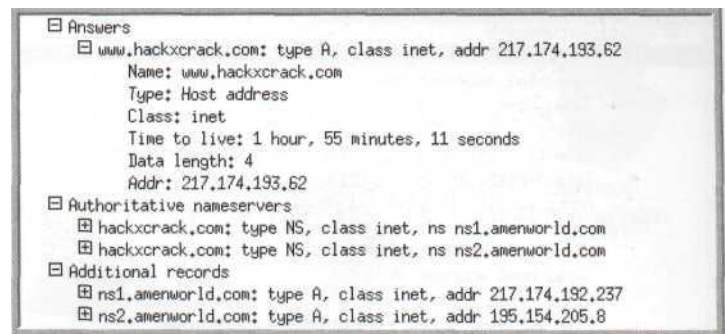 Answers
www.hackxcrack.com: type A, class inet, addr 217.174.193.62
Name: www.hackxcrack.com
Type: Host address
Class: inet
Time to live: 1 hour, 55 minutes, 11 seconds
Data length: 4
Addr: 217.174.193.62
Authoritative nameservers
hackxcrack.com: type NS, class inet, ns ns1.amenworld.com
hackxcrack.com: type NS, class inet, ns ns2.amenworld.com
Additional records
ns1.amenworld.com: type A, class inet, addr 217.174.192.237
ns2.amenworld.com: type A, class inet, addr 195.154.205.8